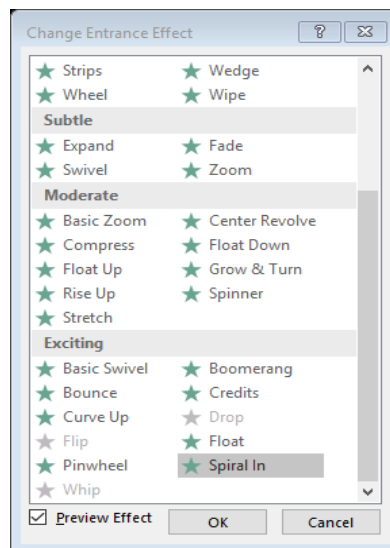 Change Entrance Effect
Strips Wedge
Wheel Wipe
Subtle
Expand Fade
Swivel Zoom
Moderate
Basic Zoom Center Revolve
Compress Float Down
Float Up Grow & Turn
Rise Up Spinner
Stretch
Exciting
Basic Swivel Boomerang
Bounce Credits
Curve Up Drop
Flip Float
Pinwheel Spiral In
Whip
Preview Effect OK Cancel